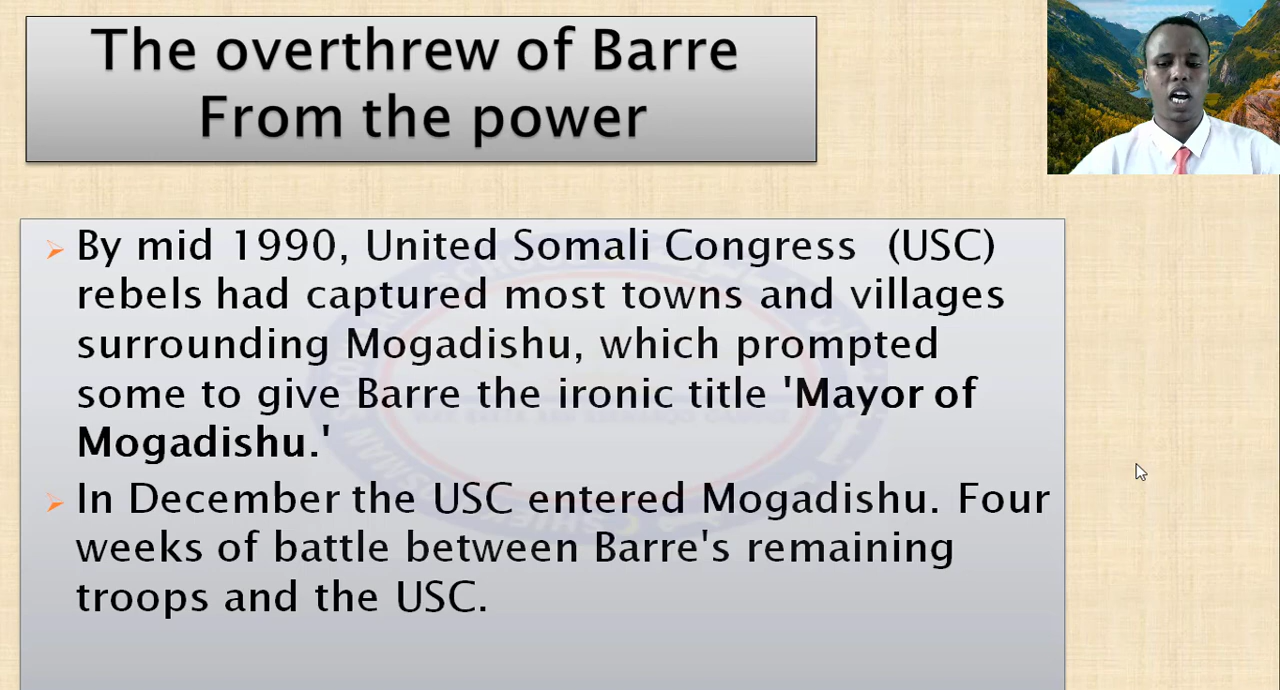 The overthrew of Barre
From the power
By mid 1990, United Somali Congress (USC)
rebels had captured most towns and villages
surrounding Mogadishu, which prompted
some to give Barre the ironic title 'Mayor of
Mogadishu.'
In December the USC entered Mogadishu. Four
weeks of battle between Barre's remaining
troops and the USC.